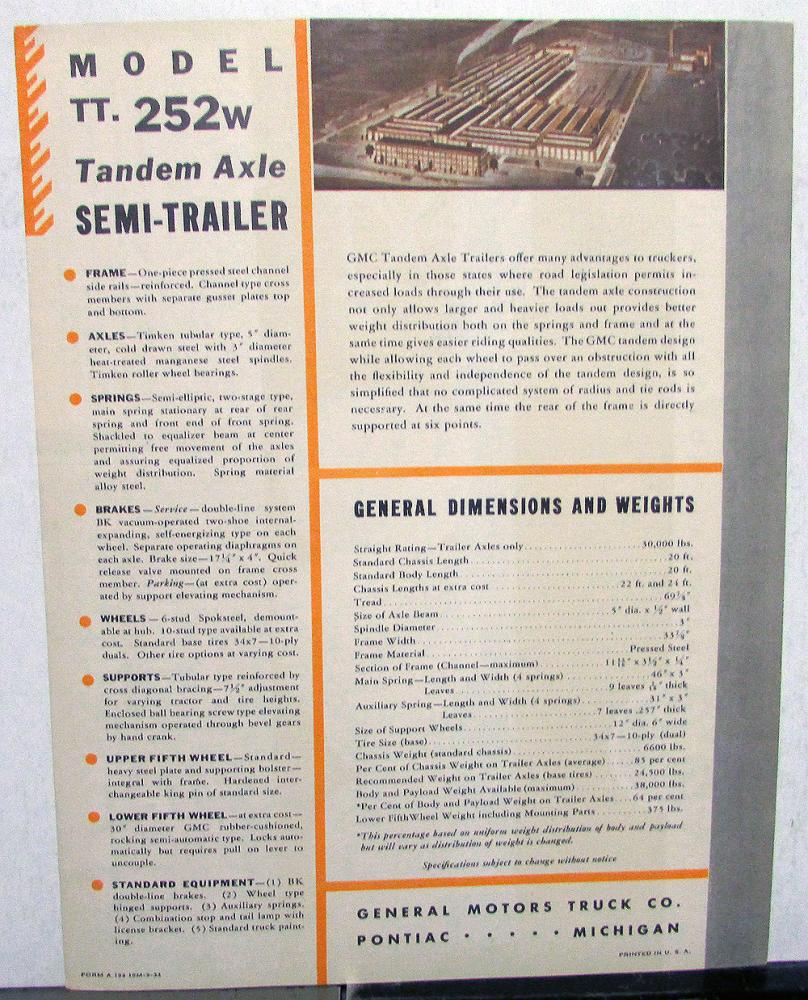 MODEL
TT. 252W
Tandem Axle
SEMI-TRAILER
FRAME—One-piece pressed steel channel
side rails—reinforced. Channel type cross
members with separate gusset plates top
and bottom.
AXLES—Timken tubular type, 5" diam-
eter, cold drawn steel with 3" diameter
heat-treated manganese steel spindles.
Timken roller wheel bearings.
SPRINGS—Semi-elliptic, two-stage type,
main spring stationary at rear of rear
spring and front end of front spring.
Shackled to equalizer beam at center
permitting free movement of the axles
and assuring equalized proportion of
weight distribution. Spring material
alloy steel.
BRAKES—Service—double-line system
BK vacuum-operated two-shoe internal-
expanding, self-energizing type on each
wheel. Separate operating diaphragms on
each axle. Brake size—17¼" x 4". Quick
release valve mounted on frame cross
member. Parking—(at extra cost) oper-
ated by support elevating mechanism.
WHEELS—6-stud Spoksteel, demount-
able at hub. 10-stud type available at extra
cost. Standard base tires 34x7—10-ply
duals. Other tire options at varying cost.
SUPPORTS—Tubular type reinforced by
cross diagonal bracing—7½" adjustment
for varying tractor and tire heights.
Enclosed ball bearing screw type elevating
mechanism operated through bevel gears
by hand crank.
UPPER FIFTH WHEEL—Standard—
heavy steel plate and supporting bolster—
integral with frame. Hardened inter-
changeable king pin of standard size.
LOWER FIFTH WHEEL—at extra cost—
30" diameter GMC rubber-cushioned,
rocking semi-automatic type. Locks auto-
matically but requires pull on lever to
uncouple.
STANDARD EQUIPMENT—(1) BK
double-line brakes. (2) Wheel type
hinged supports. (3) Auxiliary springs.
(4) Combination stop and tail lamp with
license bracket. (5) Standard truck paint-
ing.
FORM A
GMC Tandem Axle Trailers offer many advantages to truckers,
especially in those states where road legislation permits in-
creased loads through their use. The tandem axle construction
not only allows larger and heavier loads but provides better
weight distribution both on the springs and frame and at the
same time gives easier riding qualities. The GMC tandem design
while allowing each wheel to pass over an obstruction with all
the flexibility and independence of the tandem design, is so
simplified that no complicated system of radius and tie rods is
necessary. At the same time the rear of the frame is directly
supported at six points.
GENERAL DIMENSIONS AND WEIGHTS
Straight Rating—Trailer Axles only 30,000 lbs.
Standard Chassis Length 20 ft.
Standard Body Length 20 ft.
Chassis Lengths at extra cost 22 ft. and 24 ft.
Tread
Size of Axle Beam 5" dia. x ½" wall
Spindle Diameter 3"
Frame Width
Frame Material Pressed Steel
Section of Frame (Channel—maximum) x 3½" x ¼"
Main Spring—Length and Width (4 springs) 46" x 3"
Leaves 9 leaves thick
Auxiliary Spring—Length and Width (4 springs) 31" x 3"
Leaves 7 leaves .257" thick
Size of Support Wheels 12" dia. 6" wide
Tire Size (base) 34x7—10-ply (dual)
Chassis Weight (standard chassis) 6600 lbs.
Per Cent of Chassis Weight on Trailer Axles (average) 85 per cent
Recommended Weight on Trailer Axles (base tires) 24,500 lbs.
Body and Payload Weight Available (maximum) 38,000 lbs.
*Per Cent of Body and Payload Weight on Trailer Axles 64 per cent
Lower Fifth Wheel Weight including Mounting Parts 375 lbs.
*This percentage based on uniform weight distribution of body and payload
but will vary as distribution of weight is changed.
Specifications subject to change without notice
GENERAL MOTORS TRUCK CO.
PONTIAC · · · · · MICHIGAN
PRINTED IN U. S. A.